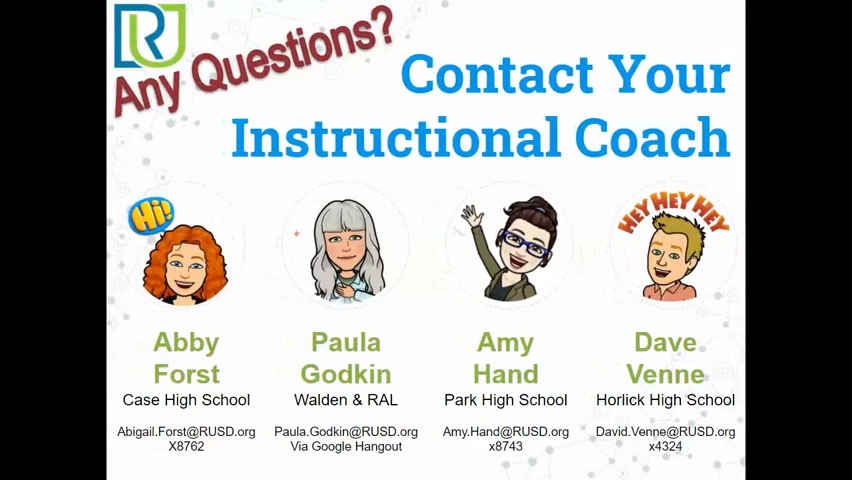 R
Any Questions?
Contact Your
Instructional Coach
Hi!
HEY HEY HEY
Abby
Forst
Case High School
Abigail.Forst@RUSD.org
X8762
Paula
Godkin
Walden & RAL
Paula.Godkin@RUSD.org
Via Google Hangout
Amy
Hand
Park High School
Amy.Hand@RUSD.org
x8743
Dave
Venne
Horlick High School
David.Venne@RUSD.org
x4324